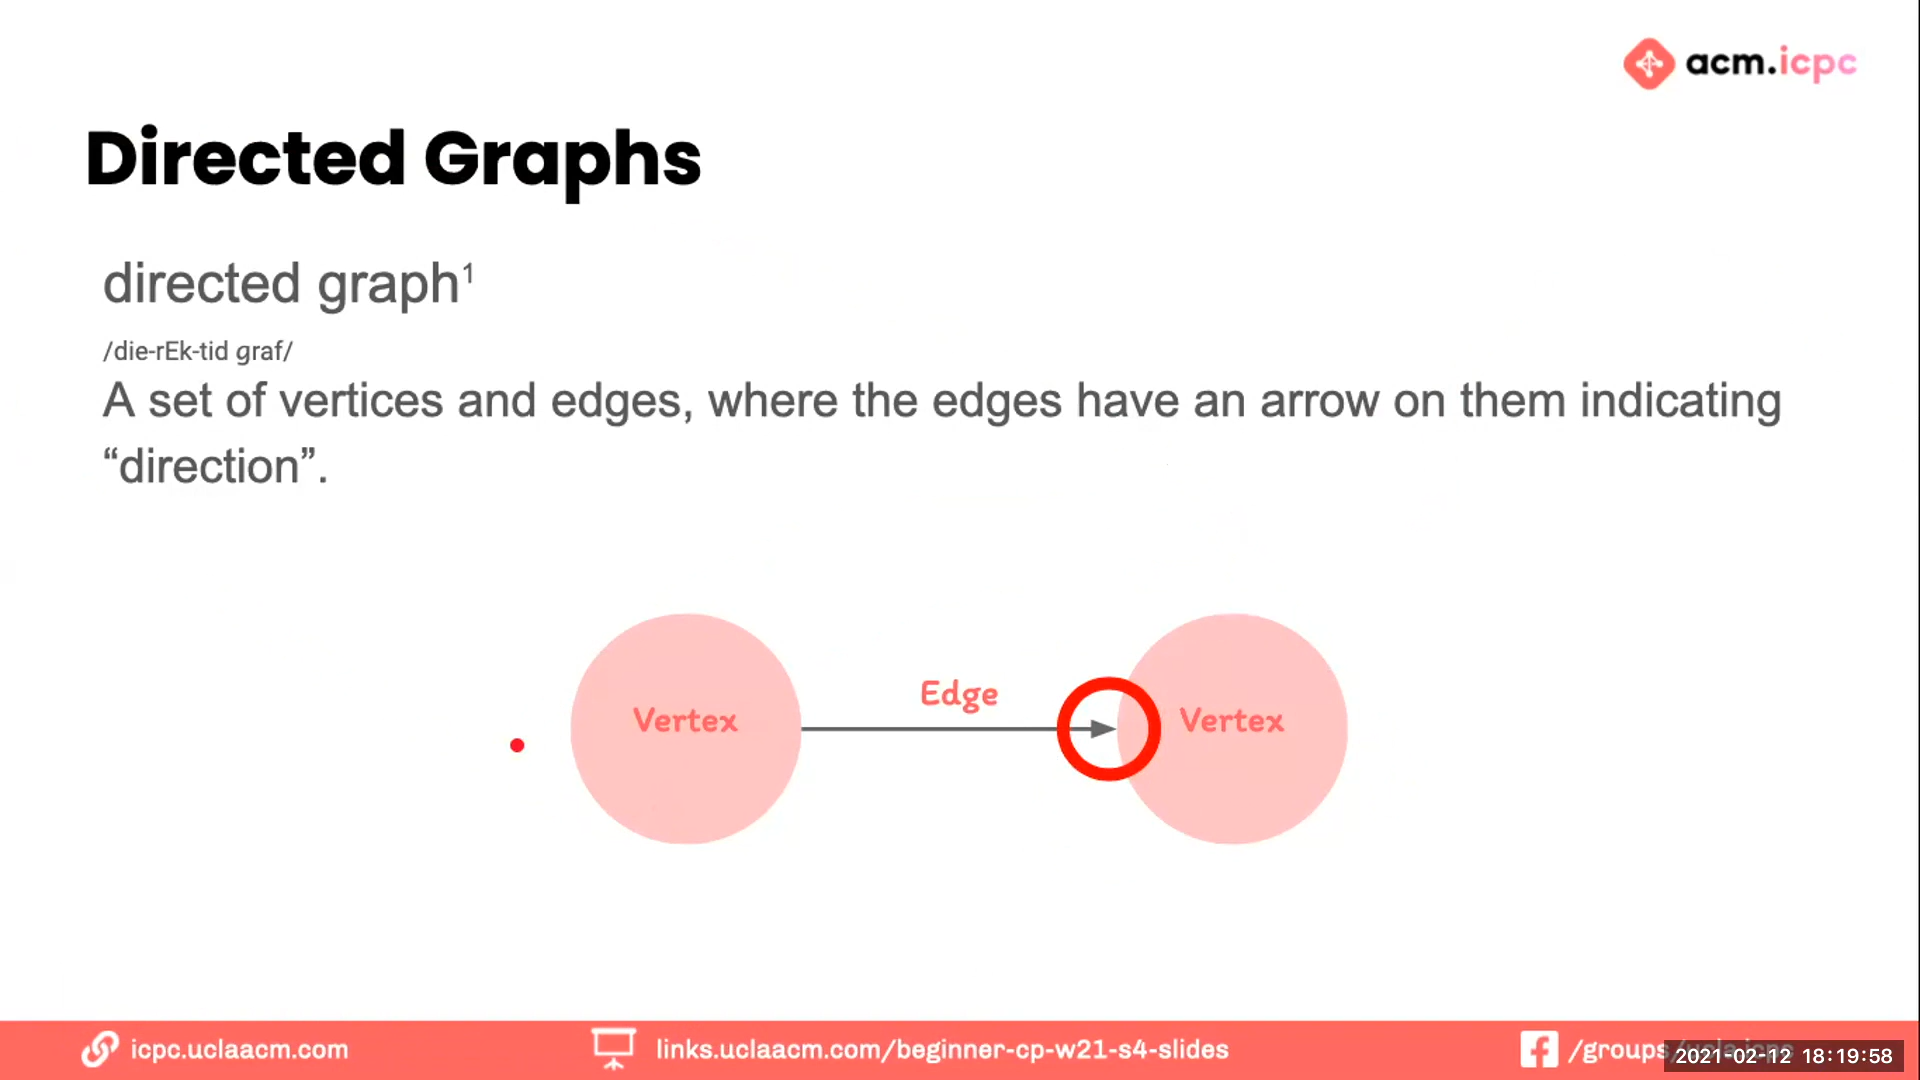 acm.icpc
Directed Graphs
directed graph¹
/die-rEk-tid graf/
A set of vertices and edges, where the edges have an arrow on them indicating
“direction”.
Edge
Vertex
Vertex
icpc.uclaacm.com
links.uclaacm.com/beginner-cp-w21-s4-slides
/groups/ucla.icpc
2021-02-12 18:19:58